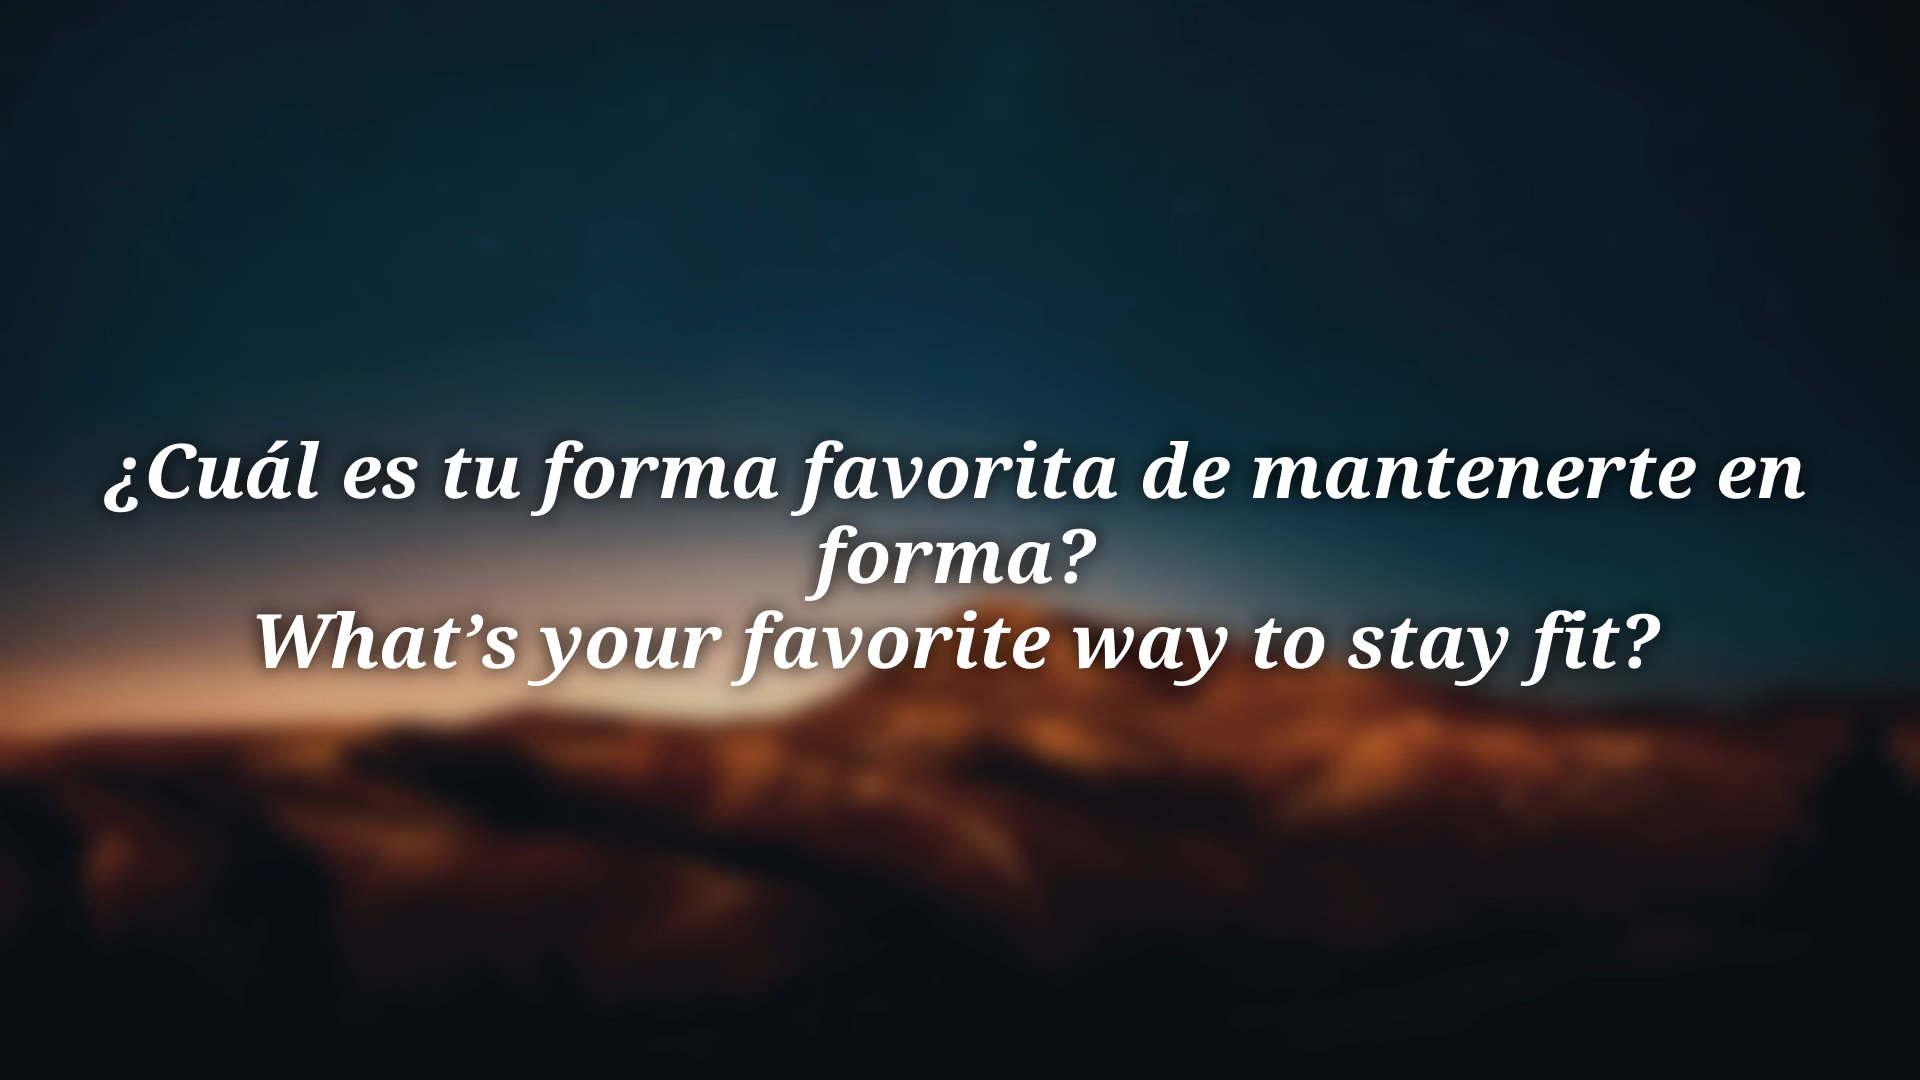 ¿Cuál es tu forma favorita de mantenerte en
forma?
What’s your favorite way to stay fit?